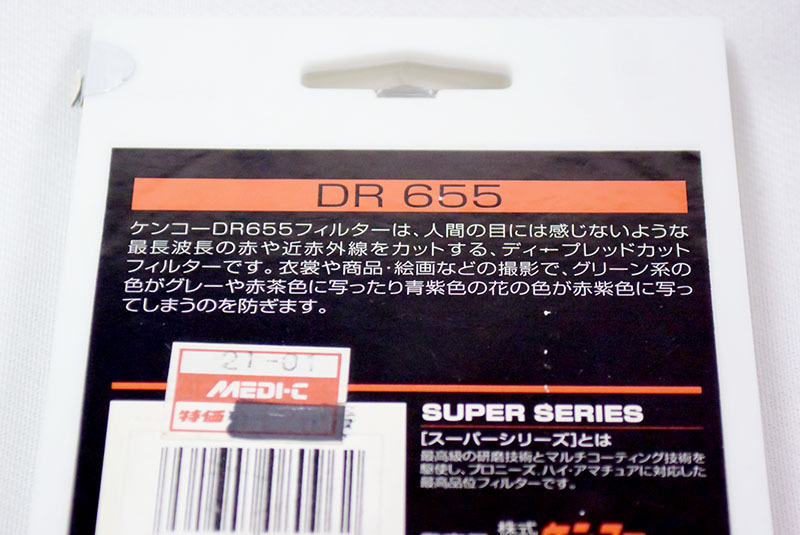 DR 655
ケンコーDR655フィルターは、人間の目には感じないような
最長波長の赤や近赤外線をカットする、ディープレッドカット
フィルターです。衣裳や商品・絵画などの撮影で、グリーン系の
色がグレーや赤茶色に写ったり青紫色の花の色が赤紫色に写っ
てしまうのを防ぎます。
21-01
MEDI-C
特価
SUPER SERIES
[スーパーシリーズ]とは
最高級の研磨技術とマルチコーティング技術を
駆使し、プロニーズ、ハイ・アマチュアに対応した
最高品位フィルターです。
株式
ケンコー